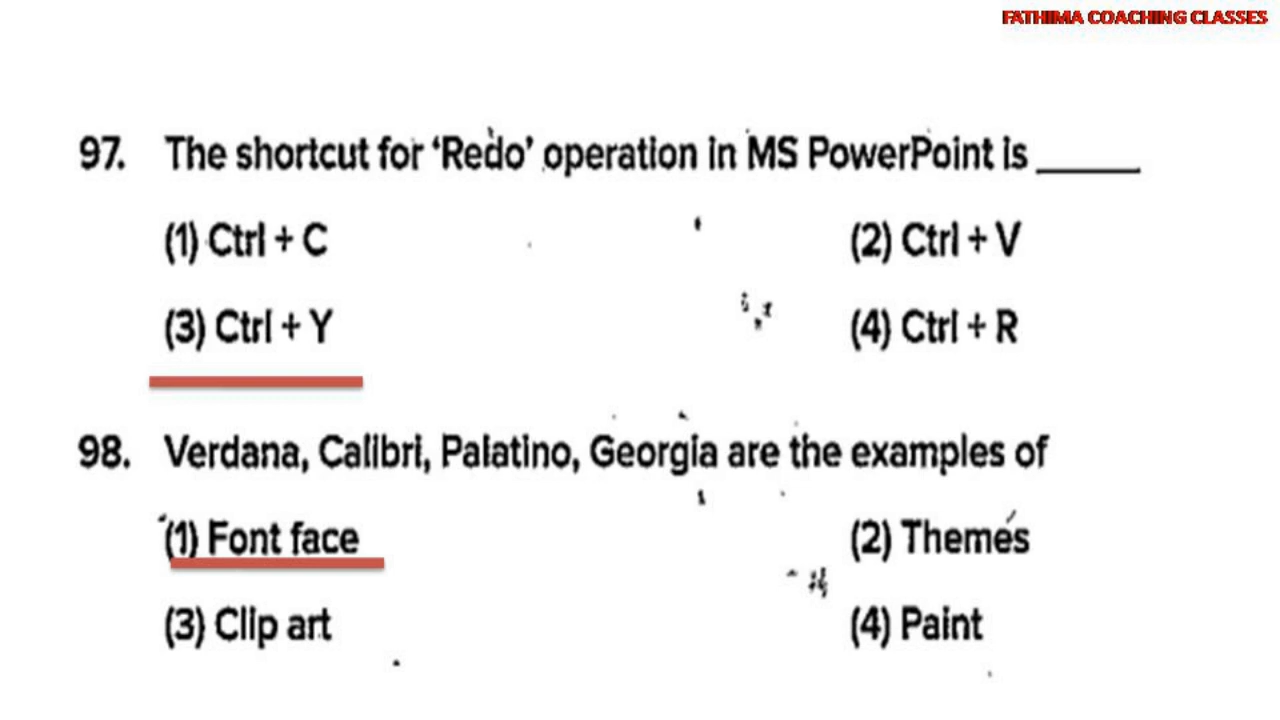 FATHIMA COACHING CLASSES
97. The shortcut for ‘Redo’ operation in MS PowerPoint is _____
(1) Ctrl + C (2) Ctrl + V
(3) Ctrl + Y (4) Ctrl + R
98. Verdana, Calibri, Palatino, Georgia are the examples of
(1) Font face (2) Themes
(3) Clip art (4) Paint